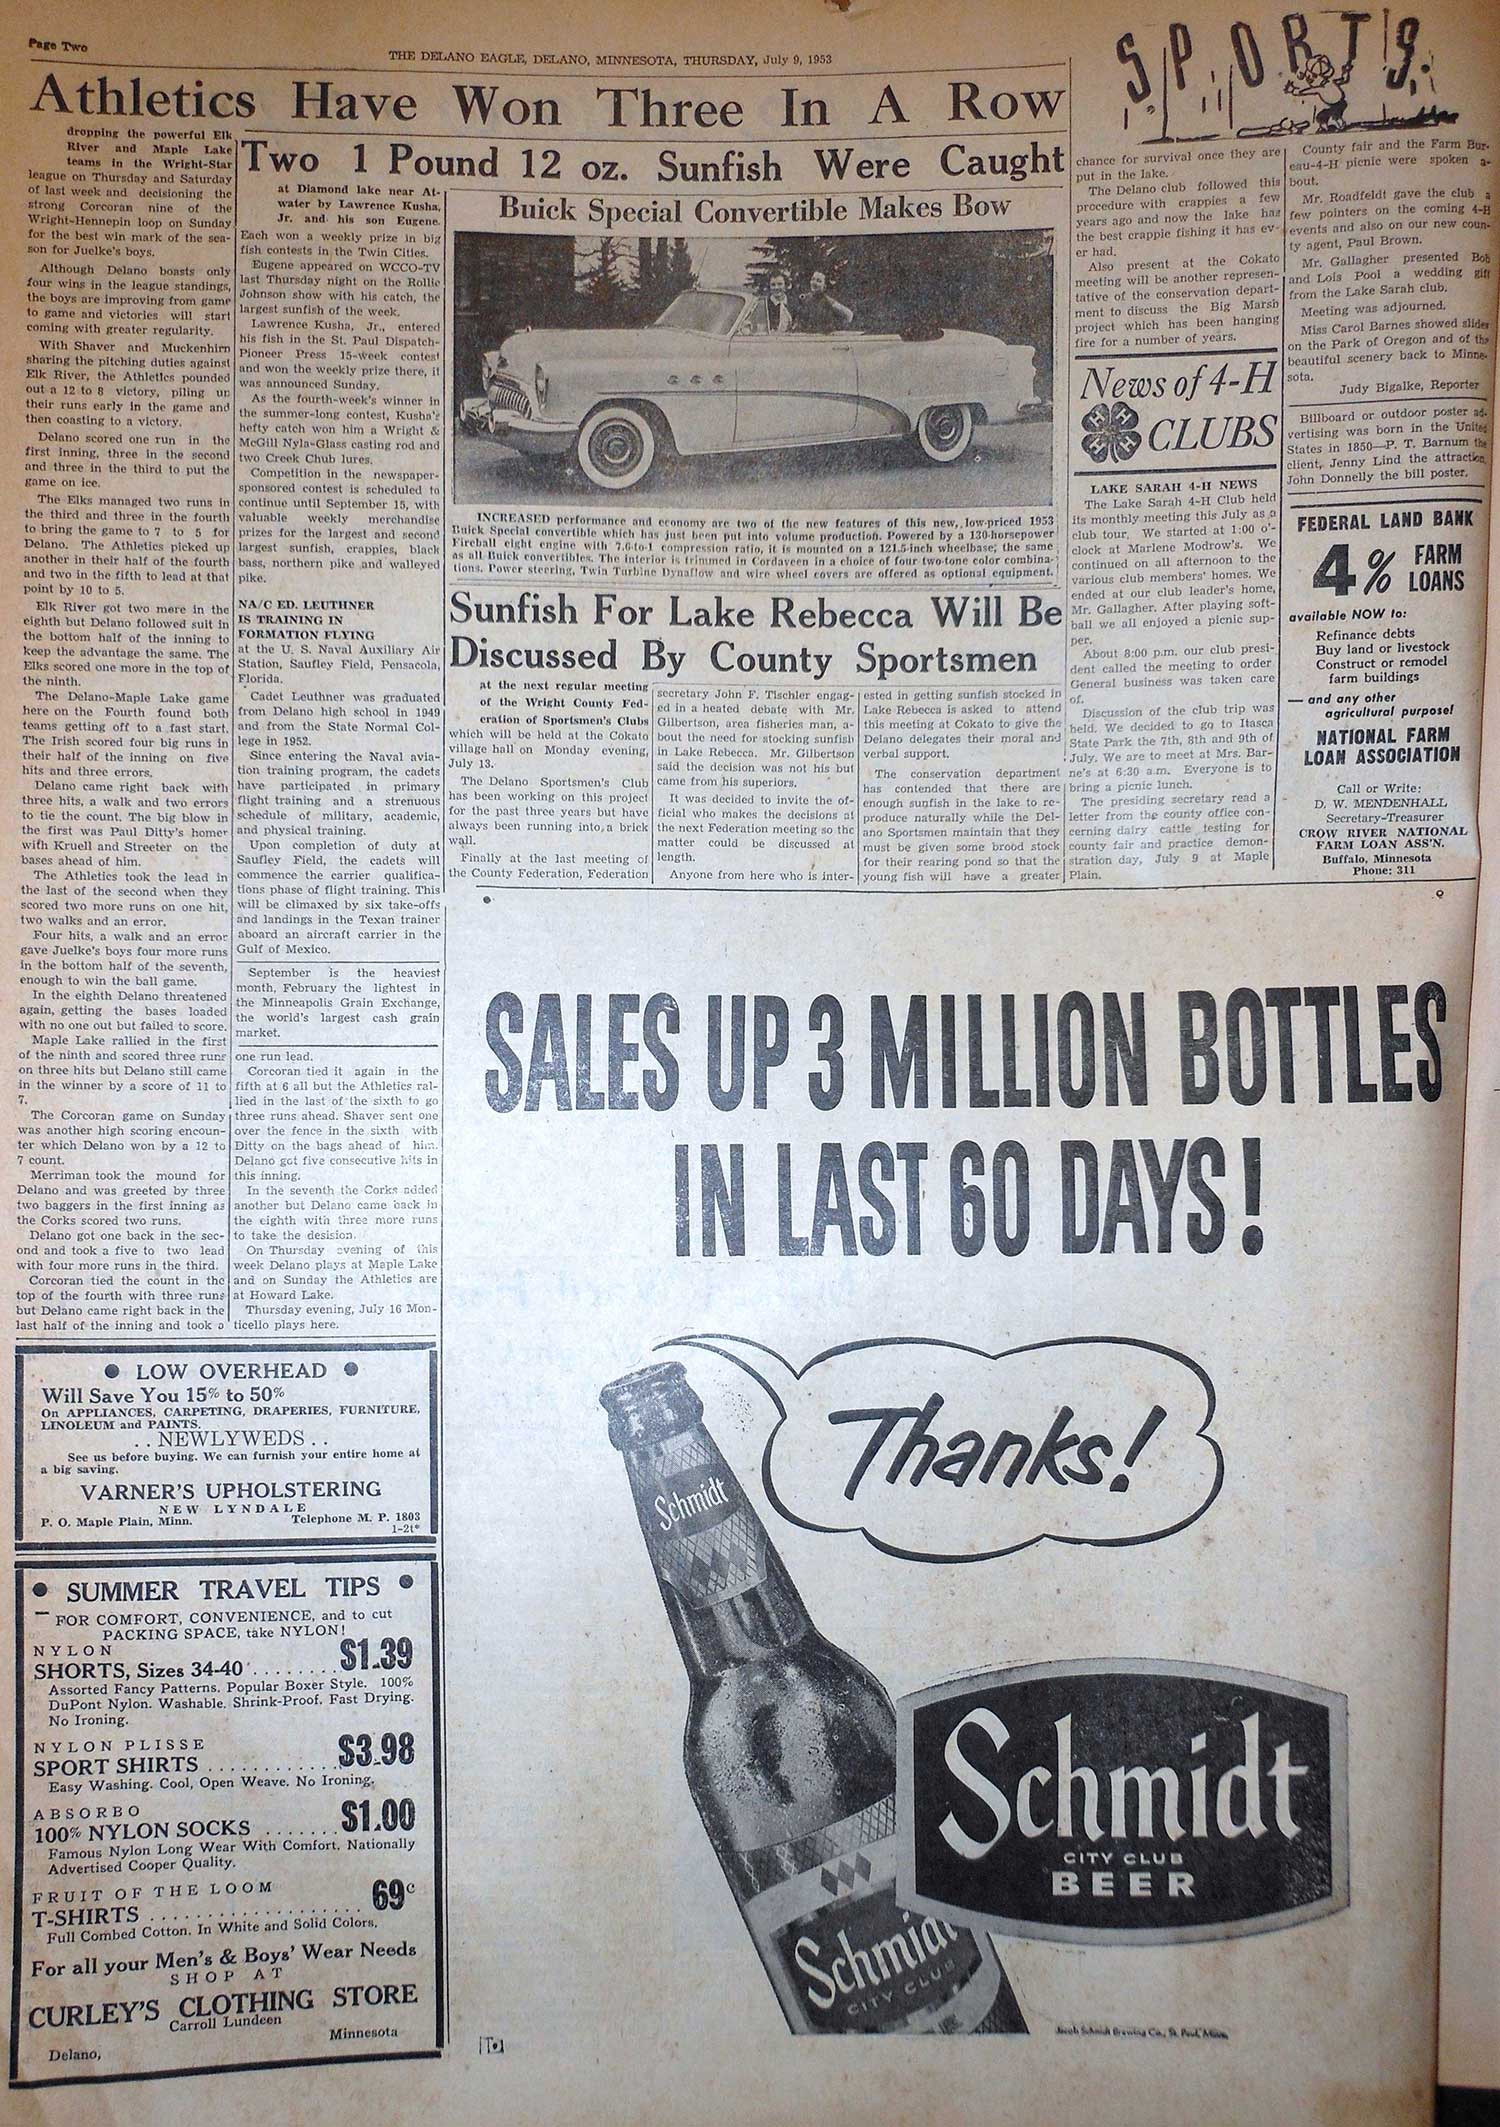 Page Two
THE DELANO EAGLE, DELANO, MINNESOTA, THURSDAY, July 9, 1953
SPORTS
Athletics Have Won Three In A Row
dropping the powerful Elk
River and Maple Lake
teams in the Wright-Star
league on Thursday and Saturday
of last week and decisioning the
strong Corcoran nine of the
Wright-Hennepin loop on Sunday
for the best win mark of the sea-
son for Juelke's boys.
Although Delano boasts only
four wins in the league standings,
the boys are improving from game
to game and victories will start
coming with greater regularity.
With Shaver and Muckenhirn
sharing the pitching duties against
Elk River, the Athletics pounded
out a 12 to 8 victory, piling up
their runs early in the game and
then coasting to a victory.
Delano scored one run in the
first inning, three in the second
and three in the third to put the
game on ice.
The Elks managed two runs in
the third and three in the fourth
to bring the game to 7 to 5 for
Delano. The Athletics picked up
another in their half of the fourth
and two in the fifth to lead at that
point by 10 to 5.
Elk River got two more in the
eighth but Delano followed suit in
the bottom half of the inning to
keep the advantage the same. The
Elks scored one more in the top of
the ninth.
The Delano-Maple Lake game
here on the Fourth found both
teams getting off to a fast start.
The Irish scored four big runs in
their half of the inning on five
hits and three errors.
Delano came right back with
three hits, a walk and two errors
to tie the count. The big blow in
the first was Paul Ditty's homer
with Kruell and Streeter on the
bases ahead of him.
The Athletics took the lead in
the last of the second when they
scored two more runs on one hit,
two walks and an error.
Four hits, a walk and an error
gave Juelke's boys four more runs
in the bottom half of the seventh,
enough to win the ball game.
In the eighth Delano threatened
again, getting the bases loaded
with no one out but failed to score.
Maple Lake rallied in the first
of the ninth and scored three runs
on three hits but Delano still came
in the winner by a score of 11 to
7.
The Corcoran game on Sunday
was another high scoring encoun-
ter which Delano won by a 12 to
7 count.
Merriman took the mound for
Delano and was greeted by three
two baggers in the first inning as
the Corks scored two runs.
Delano got one back in the sec-
ond and took a five to two lead
with four more runs in the third.
Corcoran tied the count in the
top of the fourth with three runs
but Delano came right back in the
last half of the inning and took a
one run lead.
Corcoran tied it again in the
fifth at 6 all but the Athletics ral-
lied in the last of the sixth to go
three runs ahead. Shaver sent one
over the fence in the sixth with
Ditty on the bags ahead of him.
Delano got five consecutive hits in
this inning.
In the seventh the Corks added
another but Delano came back in
the eighth with three more runs
to take the desision.
On Thursday evening of this
week Delano plays at Maple Lake
and on Sunday the Athletics are
at Howard Lake.
Thursday evening, July 16 Mon-
ticello plays here.
Two 1 Pound 12 oz. Sunfish Were Caught
at Diamond lake near At-
water by Lawrence Kusha,
Jr. and his son Eugene.
Each won a weekly prize in big
fish contests in the Twin Cities.
Eugene appeared on WCCO-TV
last Thursday night on the Rollie
Johnson show with his catch, the
largest sunfish of the week.
Lawrence Kusha, Jr., entered
his fish in the St. Paul Dispatch-
Pioneer Press 15-week contest
and won the weekly prize there, it
was announced Sunday.
As the fourth-week's winner in
the summer-long contest, Kusha's
hefty catch won him a Wright &
McGill Nyla-Glass casting rod and
two Creek Chub lures.
Competition in the newspaper-
sponsored contest is scheduled to
continue until September 15, with
valuable weekly merchandise
prizes for the largest and second
largest sunfish, crappies, black
bass, northern pike and walleyed
pike.
NA/C ED. LEUTHNER
IS TRAINING IN
FORMATION FLYING
at the U. S. Naval Auxiliary Air
Station, Saufley Field, Pensacola,
Florida.
Cadet Leuthner was graduated
from Delano high school in 1949
and from the State Normal Col-
lege in 1952.
Since entering the Naval avia-
tion training program, the cadets
have participated in primary
flight training and a strenuous
schedule of military, academic,
and physical training.
Upon completion of duty at
Saufley Field, the cadets will
commence the carrier qualifica-
tions phase of flight training. This
will be climaxed by six take-offs
and landings in the Texan trainer
aboard an aircraft carrier in the
Gulf of Mexico.
September is the heaviest
month, February the lightest in
the Minneapolis Grain Exchange,
the world's largest cash grain
market.
Buick Special Convertible Makes Bow
INCREASED performance and economy are two of the new features of this new, low-priced 1953
Buick Special convertible which has just been put into volume production. Powered by a 130-horsepower
Fireball eight engine with 7.6-to-1 compression ratio, it is mounted on a 121.5-inch wheelbase; the same
as all Buick convertibles. The interior is trimmed in Cordaveen in a choice of four two-tone color combina-
tions. Power steering, Twin Turbine Dynaflow and wire wheel covers are offered as optional equipment.
Sunfish For Lake Rebecca Will Be
Discussed By County Sportsmen
at the next regular meeting
of the Wright County Fed-
eration of Sportsmen's Clubs
which will be held at the Cokato
village hall on Monday evening,
July 13.
The Delano Sportsmen's Club
has been working on this project
for the past three years but have
always been running into a brick
wall.
Finally at the last meeting of
the County Federation, Federation
secretary John F. Tischler engag-
ed in a heated debate with Mr.
Gilbertson, area fisheries man, a-
bout the need for stocking sunfish
in Lake Rebecca. Mr. Gilbertson
said the decision was not his but
came from his superiors.
It was decided to invite the of-
ficial who makes the decisions at
the next Federation meeting so the
matter could be discussed at
length.
Anyone from here who is inter-
ested in getting sunfish stocked in
Lake Rebecca is asked to attend
this meeting at Cokato to give the
Delano delegates their moral and
verbal support.
The conservation department
has contended that there are
enough sunfish in the lake to re-
produce naturally while the Del-
ano Sportsmen maintain that they
must be given some brood stock
for their rearing pond so that the
young fish will have a greater
chance for survival once they are
put in the lake.
The Delano club followed this
procedure with crappies a few
years ago and now the lake has
the best crappie fishing it has ev-
er had.
Also present at the Cokato
meeting will be another represen-
tative of the conservation depart-
ment to discuss the Big Marsh
project which has been hanging
fire for a number of years.
News of 4-H
H H H H
CLUBS
LAKE SARAH 4-H NEWS
The Lake Sarah 4-H Club held
its monthly meeting this July as a
club tour. We started at 1:00 o'-
clock at Marlene Modrow's. We
continued on all afternoon to the
various club members' homes. We
ended at our club leader's home,
Mr. Gallagher. After playing soft-
ball we all enjoyed a picnic sup-
per.
About 8:00 p.m. our club presi-
dent called the meeting to order
General business was taken care
of.
Discussion of the club trip was
held. We decided to go to Itasca
State Park the 7th, 8th and 9th of
July. We are to meet at Mrs. Bar-
ne's at 6:30 a.m. Everyone is to
bring a picnic lunch.
The presiding secretary read a
letter from the county office con-
cerning dairy cattle testing for
county fair and practice demon-
stration day, July 9 at Maple
Plain.
County fair and the Farm Bur-
eau-4-H picnic were spoken a-
bout.
Mr. Roadfeldt gave the club a
few pointers on the coming 4-H
events and also on our new coun-
ty agent, Paul Brown.
Mr. Gallagher presented Bob
and Lois Pool a wedding gift
from the Lake Sarah club.
Meeting was adjourned.
Miss Carol Barnes showed slides
on the Park of Oregon and of the
beautiful scenery back to Minne-
sota.
Judy Bigalke, Reporter
Billboard or outdoor poster ad-
vertising was born in the United
States in 1850—P. T. Barnum the
client, Jenny Lind the attraction,
John Donnelly the bill poster.
FEDERAL LAND BANK
4% FARM LOANS
available NOW to:
Refinance debts
Buy land or livestock
Construct or remodel
farm buildings
— and any other
agricultural purpose!
NATIONAL FARM
LOAN ASSOCIATION
Call or Write:
D. W. MENDENHALL
Secretary-Treasurer
CROW RIVER NATIONAL
FARM LOAN ASS'N.
Buffalo, Minnesota
Phone: 311
SALES UP 3 MILLION BOTTLES
IN LAST 60 DAYS!
Thanks!
Schmidt
Schmidt
CITY CLUB
BEER
Schmidt
CITY CLUB
Jacob Schmidt Brewing Co., St. Paul, Minn.
• LOW OVERHEAD •
Will Save You 15% to 50%
On APPLIANCES, CARPETING, DRAPERIES, FURNITURE,
LINOLEUM and PAINTS.
. . NEWLYWEDS . .
See us before buying. We can furnish your entire home at
a big saving.
VARNER'S UPHOLSTERING
NEW LYNDALE
P. O. Maple Plain, Minn. Telephone M. P. 1803
1-2t*
• SUMMER TRAVEL TIPS •
FOR COMFORT, CONVENIENCE, and to cut
PACKING SPACE, take NYLON!
NYLON
SHORTS, Sizes 34-40 ........ $1.39
Assorted Fancy Patterns. Popular Boxer Style. 100%
DuPont Nylon. Washable. Shrink-Proof. Fast Drying.
No Ironing.
NYLON PLISSE
SPORT SHIRTS ............ $3.98
Easy Washing. Cool, Open Weave. No Ironing.
ABSORBO
100% NYLON SOCKS ....... $1.00
Famous Nylon Long Wear With Comfort. Nationally
Advertised Cooper Quality.
FRUIT OF THE LOOM
T-SHIRTS ................... 69c
Full Combed Cotton. In White and Solid Colors.
For all your Men's & Boys' Wear Needs
SHOP AT
CURLEY'S CLOTHING STORE
Carroll Lundeen
Delano, Minnesota